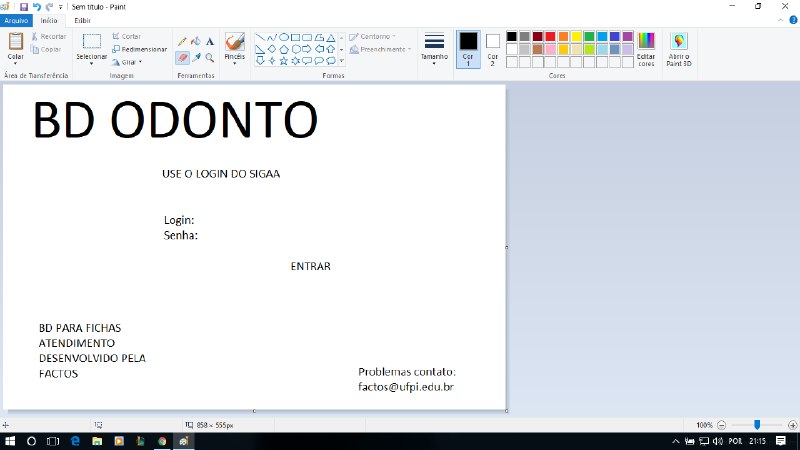 Sem título - Paint
Arquivo Início Exibir
Colar
Recortar
Copiar
Área de Transferência
Selecionar
Cortar
Redimensionar
Girar
Imagem
Ferramentas
Pincéis
Contorno
Preenchimento
Formas
Tamanho
Cor 1
Cor 2
Cores
Editar cores
Abrir o Paint 3D
BD ODONTO
USE O LOGIN DO SIGAA
Login:
Senha:
ENTRAR
BD PARA FICHAS
ATENDIMENTO
DESENVOLVIDO PELA
FACTOS
Problemas contato:
factos@ufpi.edu.br
858 × 555px
100%
POR 21:15